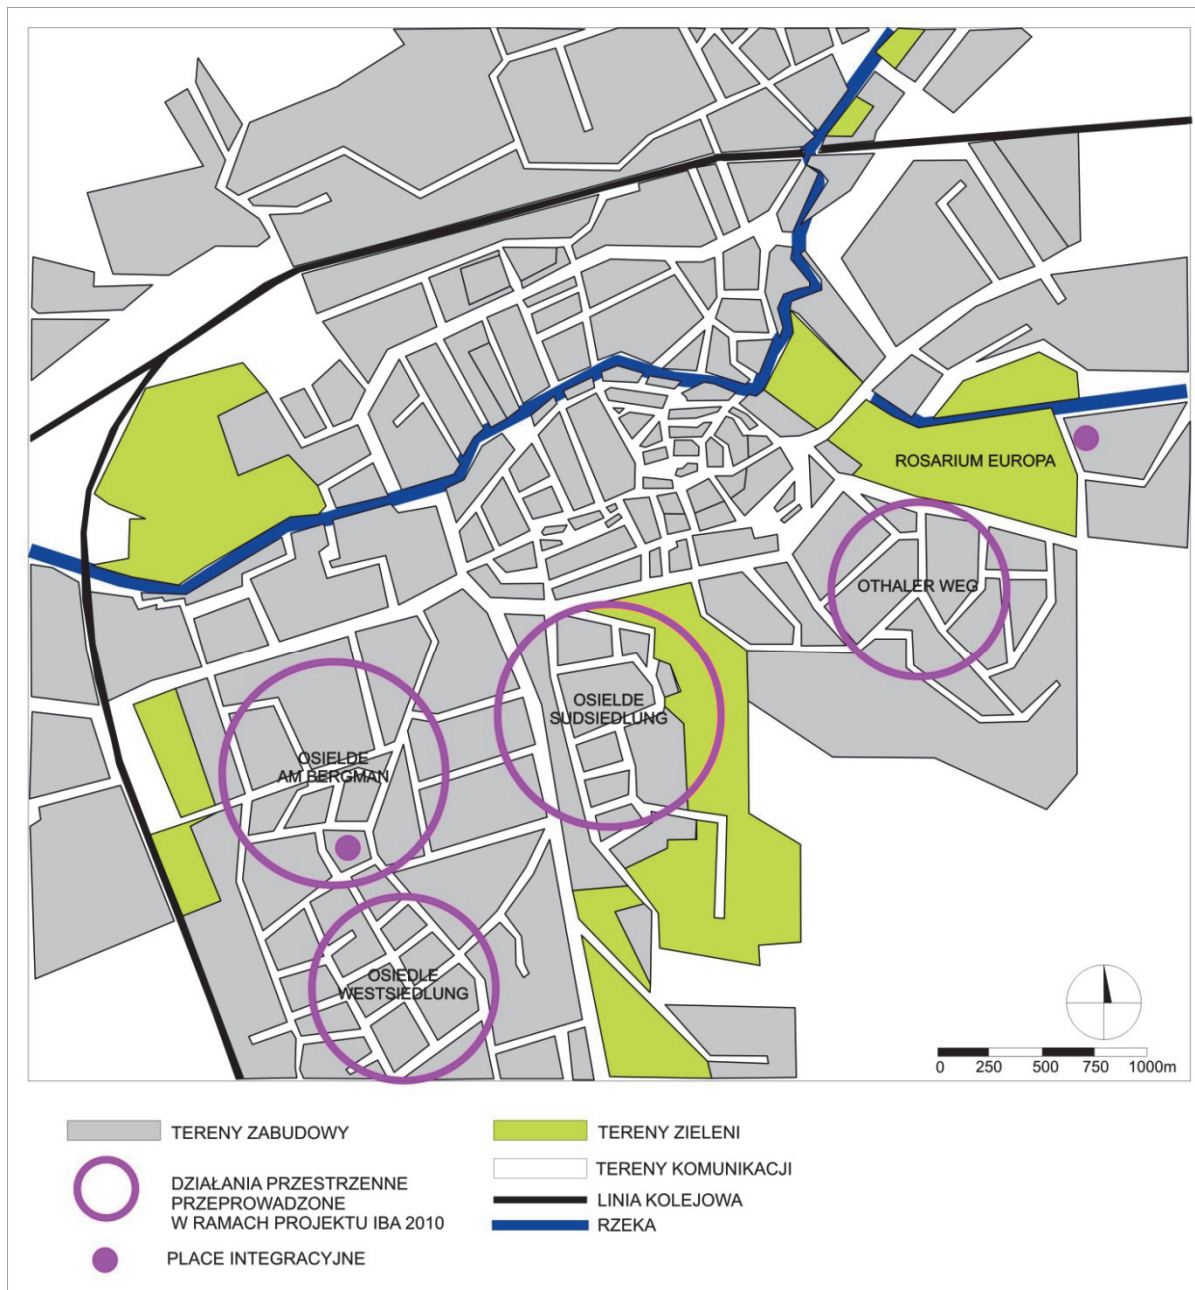 ROSARIUM EUROPA
OTHALER WEG
OSIELDE
SUDSIEDLUNG
OSIELDE
AM BERGMAN
OSIEDLE
WESTSIEDLUNG
0 250 500 750 1000m
TERENY ZABUDOWY
DZIAŁANIA PRZESTRZENNE
PRZEPROWADZONE
W RAMACH PROJEKTU IBA 2010
PLACE INTEGRACYJNE
TERENY ZIELENI
TERENY KOMUNIKACJI
LINIA KOLEJOWA
RZEKA